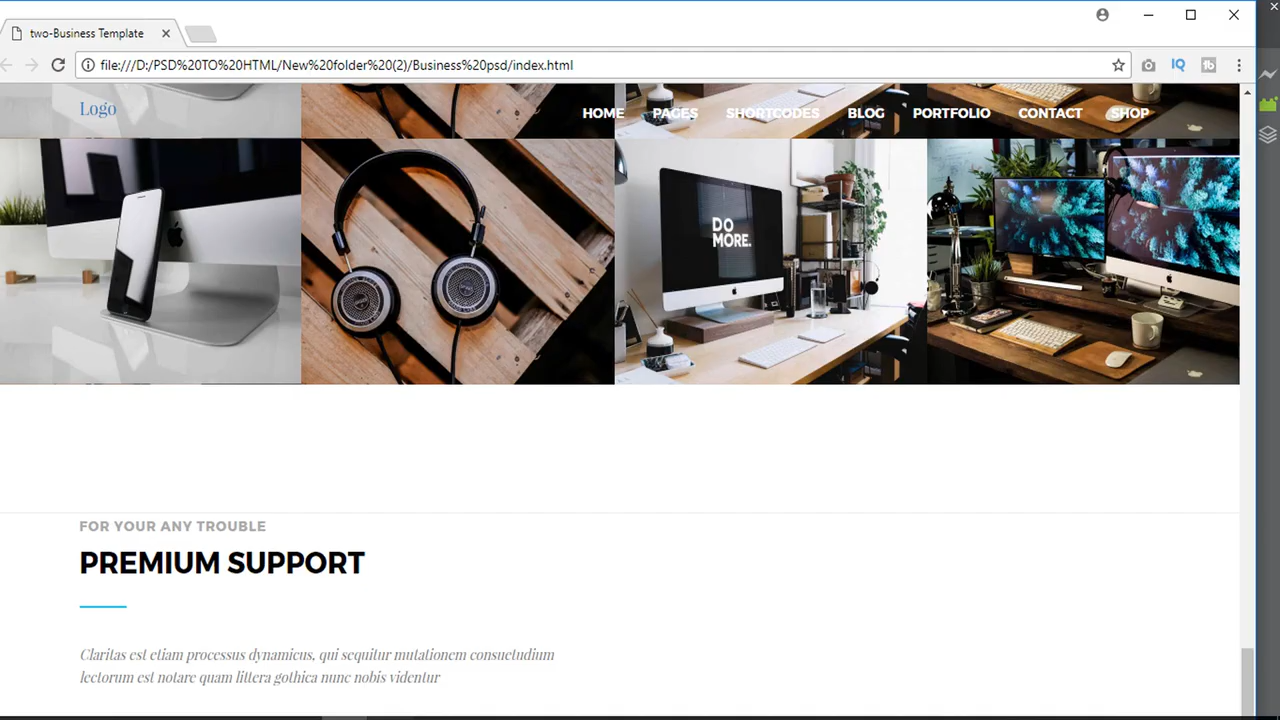 two-Business Template
file:///D:/PSD%20TO%20HTML/New%20folder%20(2)/Business%20psd/index.html
IQ
Logo
HOME PAGES SHORTCODES BLOG PORTFOLIO CONTACT SHOP
DO
MORE.
FOR YOUR ANY TROUBLE
PREMIUM SUPPORT
Claritas est etiam processus dynamicus, qui sequitur mutationem consuetudium
lectorum est notare quam littera gothica nunc nobis videntur